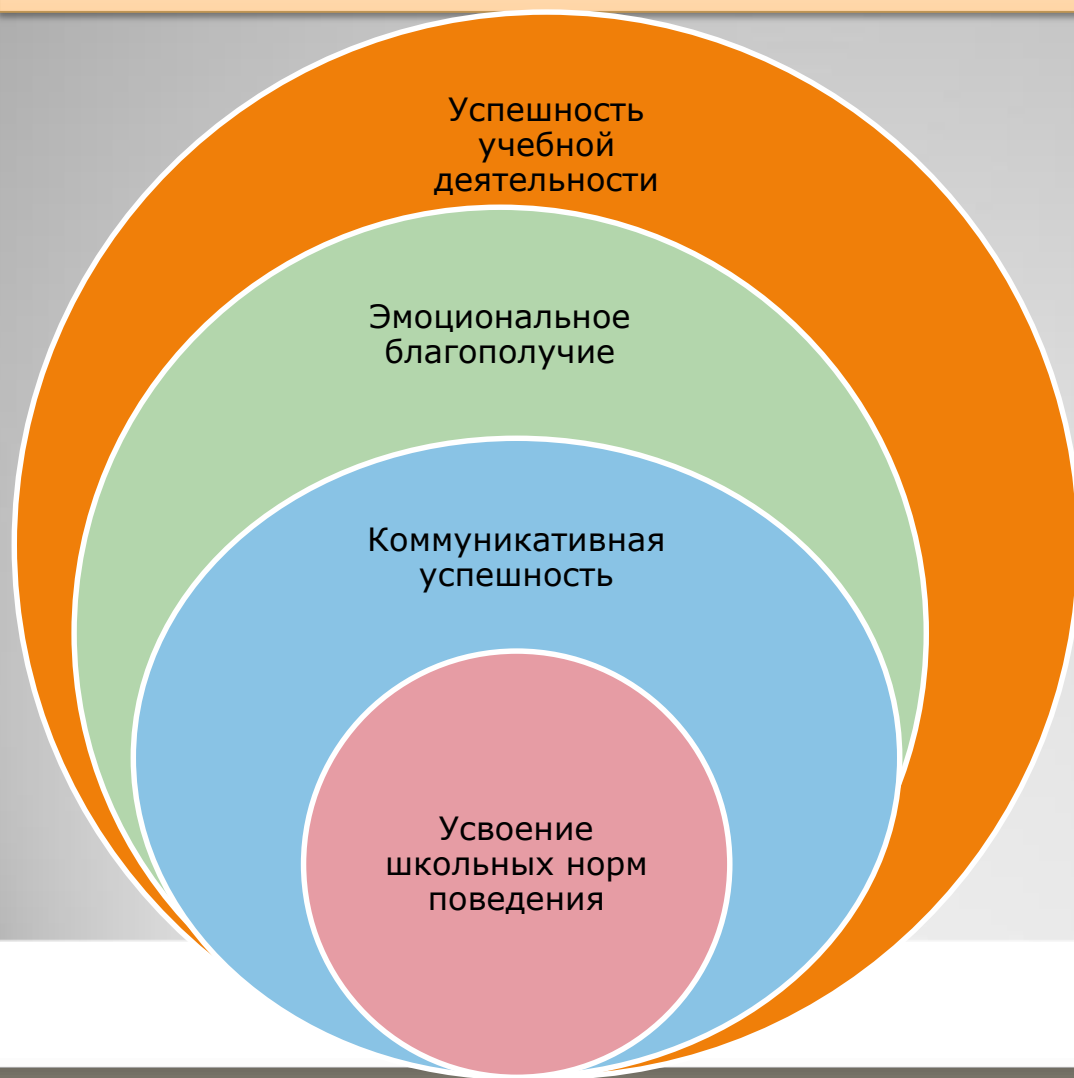 Успешность
учебной
деятельности
Эмоциональное
благополучие
Коммуникативная
успешность
Усвоение
школьных норм
поведения